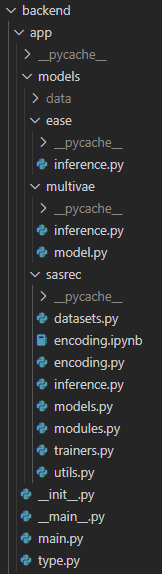 backend
app
__pycache__
models
data
ease
__pycache__
inference.py
multivae
__pycache__
inference.py
model.py
sasrec
__pycache__
datasets.py
encoding.ipynb
encoding.py
inference.py
models.py
modules.py
trainers.py
utils.py
__init__.py
__main__.py
main.py
type.py